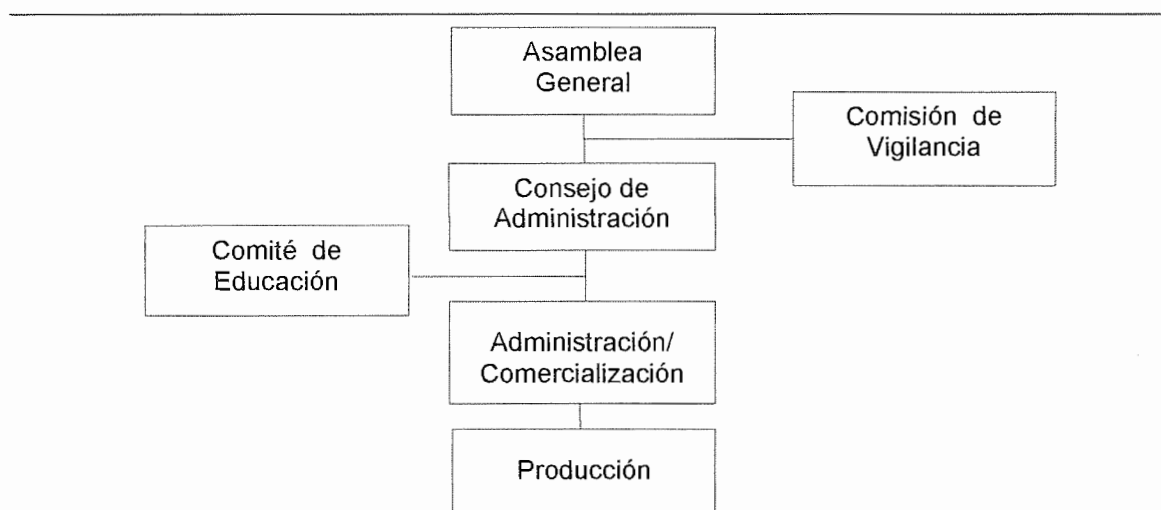 Asamblea
General
Comisión de
Vigilancia
Consejo de
Administración
Comité de
Educación
Administración/
Comercialización
Producción